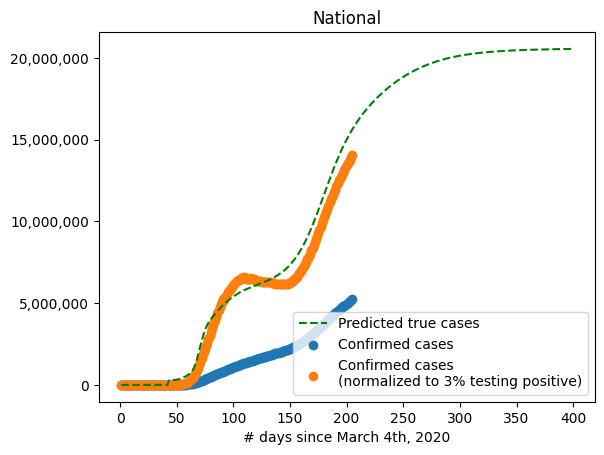 National
20,000,000
15,000,000
10,000,000
5,000,000
0
Predicted true cases
Confirmed cases
Confirmed cases
(normalized to 3% testing positive)
0 50 100 150 200 250 300 350 400
# days since March 4th, 2020